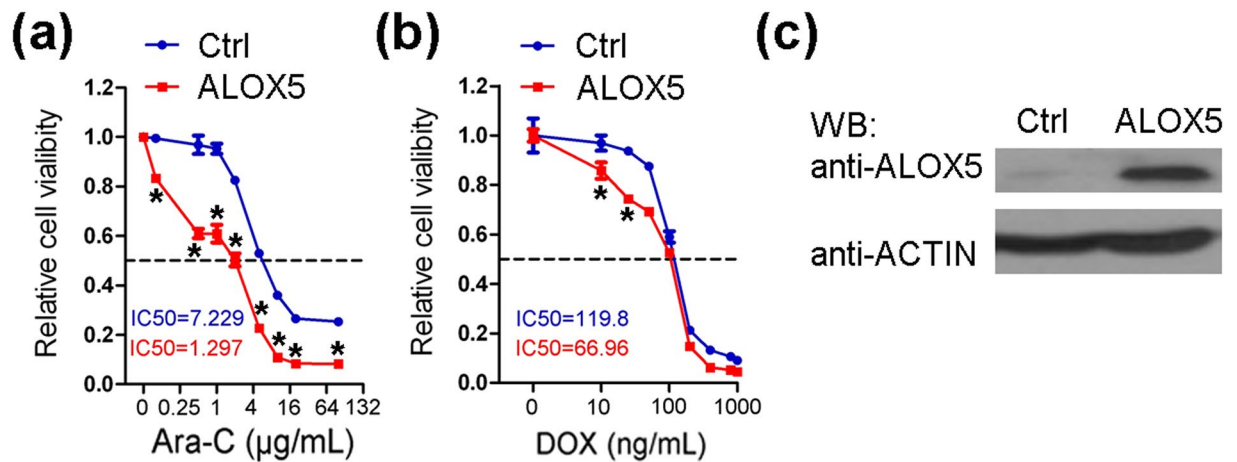 (a)
Ctrl
ALOX5
Relative cell vialibity
1.2
1.0
0.8
0.6
0.4
0.2
0.0
*
*
*
*
*
*
*
*
IC50=7.229
IC50=1.297
0 0.25 1 4 16 64 132
Ara-C (μg/mL)
(b)
Ctrl
ALOX5
Relative cell vialibity
1.2
1.0
0.8
0.6
0.4
0.2
0.0
*
*
IC50=119.8
IC50=66.96
0 10 100 1000
DOX (ng/mL)
(c)
WB:
Ctrl ALOX5
anti-ALOX5
anti-ACTIN